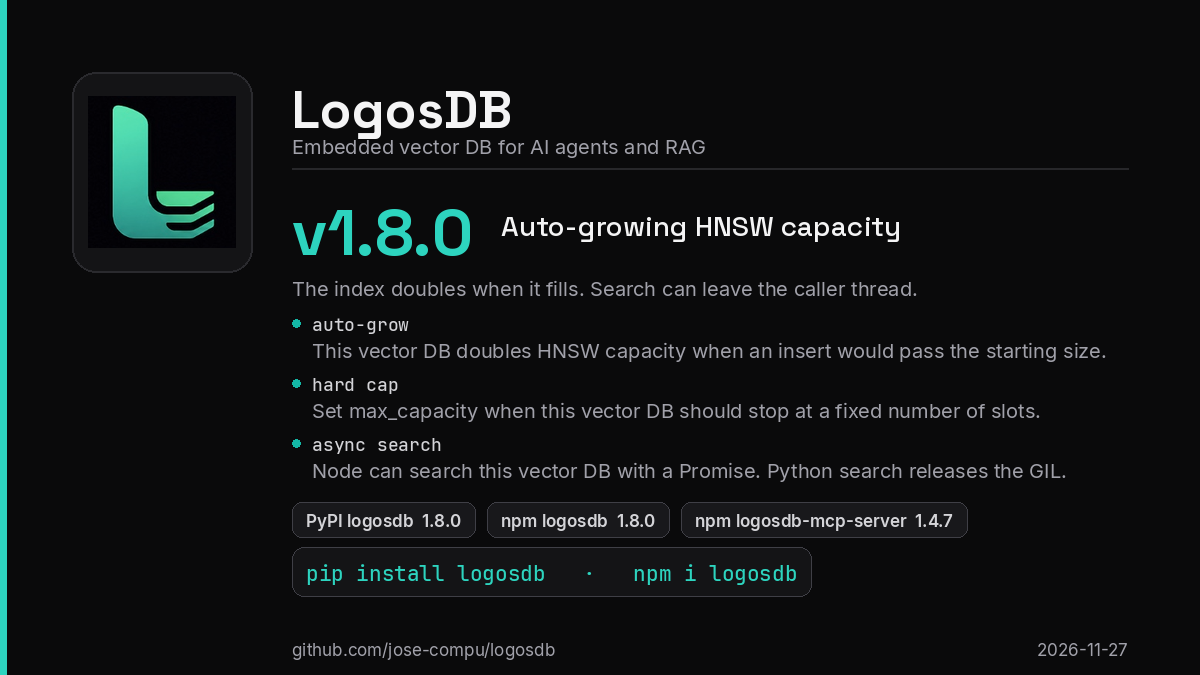 LogosDB
Embedded vector DB for AI agents and RAG
v1.8.0 Auto-growing HNSW capacity
The index doubles when it fills. Search can leave the caller thread.
auto-grow
This vector DB doubles HNSW capacity when an insert would pass the starting size.
hard cap
Set max_capacity when this vector DB should stop at a fixed number of slots.
async search
Node can search this vector DB with a Promise. Python search releases the GIL.
PyPI logosdb 1.8.0 npm logosdb 1.8.0 npm logosdb-mcp-server 1.4.7
pip install logosdb · npm i logosdb
github.com/jose-compu/logosdb 2026-11-27